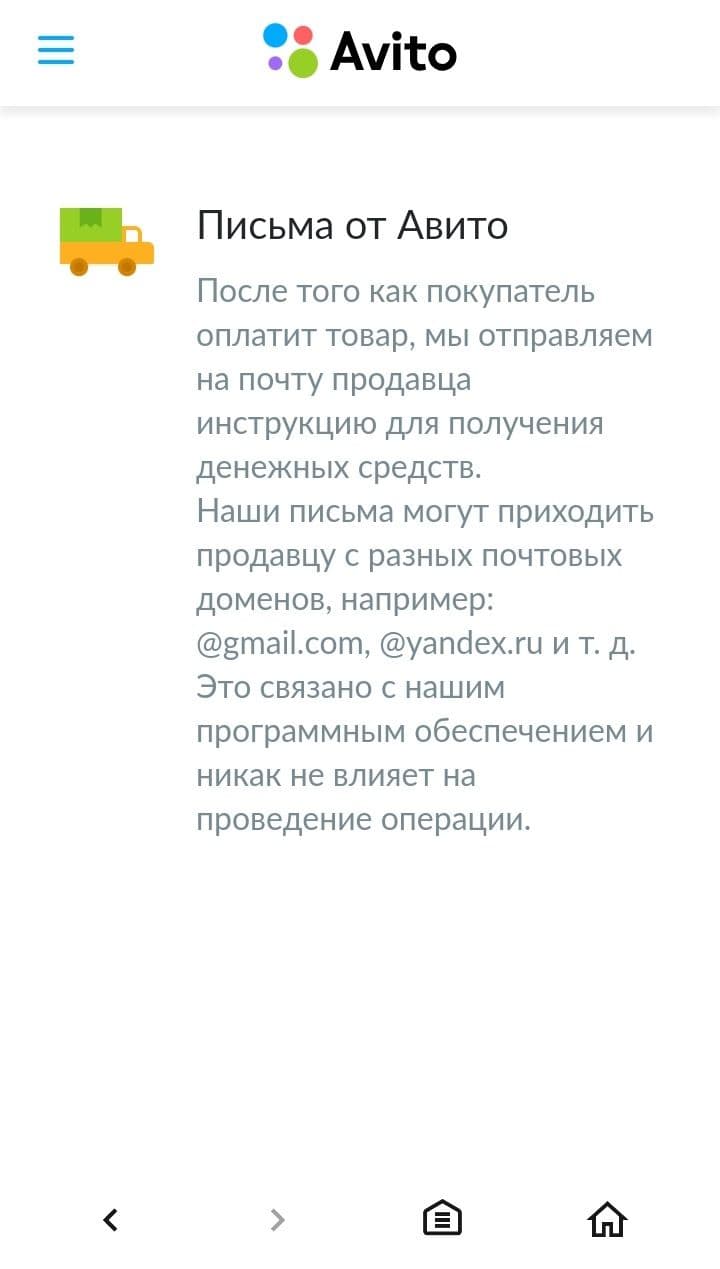 Avito
Письма от Авито
После того как покупатель
оплатит товар, мы отправляем
на почту продавца
инструкцию для получения
денежных средств.
Наши письма могут приходить
продавцу с разных почтовых
доменов, например:
@gmail.com, @yandex.ru и т. д.
Это связано с нашим
программным обеспечением и
никак не влияет на
проведение операции.